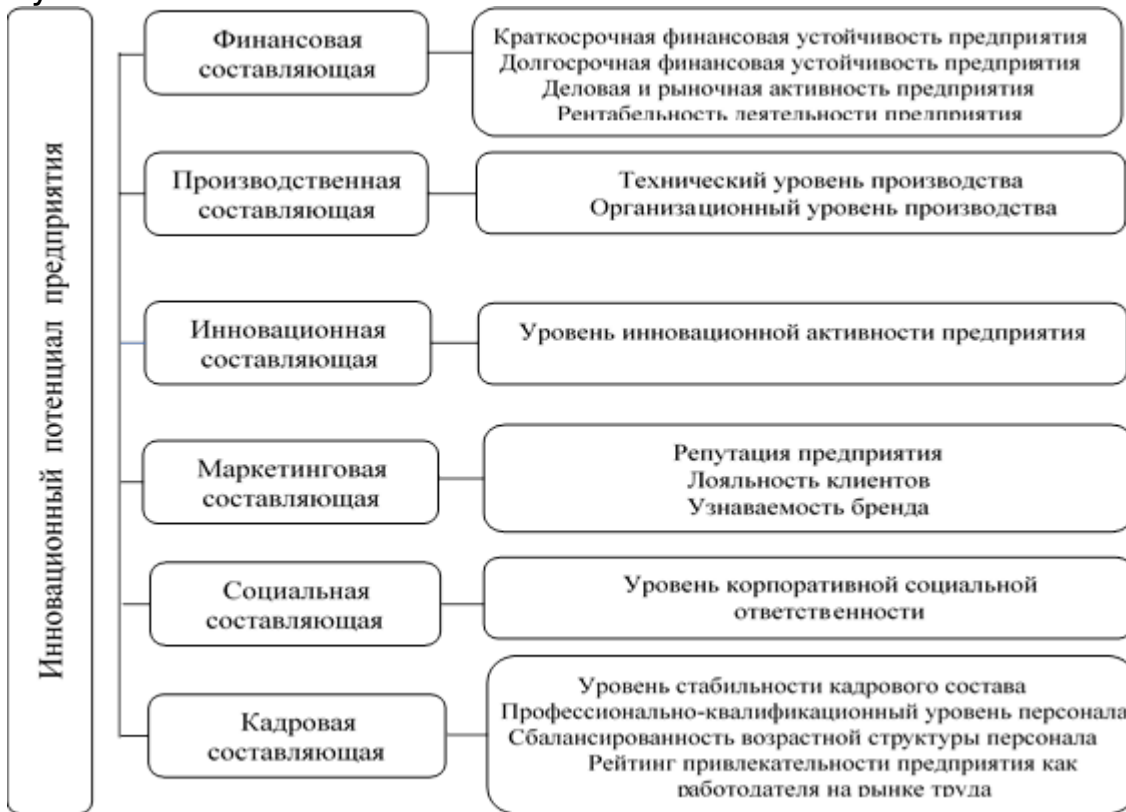 Инновационный потенциал предприятия
Финансовая
составляющая
Краткосрочная финансовая устойчивость предприятия
Долгосрочная финансовая устойчивость предприятия
Деловая и рыночная активность предприятия
Рентабельность деятельности предприятия
Производственная
составляющая
Технический уровень производства
Организационный уровень производства
Инновационная
составляющая
Уровень инновационной активности предприятия
Маркетинговая
составляющая
Репутация предприятия
Лояльность клиентов
Узнаваемость бренда
Социальная
составляющая
Уровень корпоративной социальной
ответственности
Кадровая
составляющая
Уровень стабильности кадрового состава
Профессионально-квалификационный уровень персонала
Сбалансированность возрастной структуры персонала
Рейтинг привлекательности предприятия как
работодателя на рынке труда